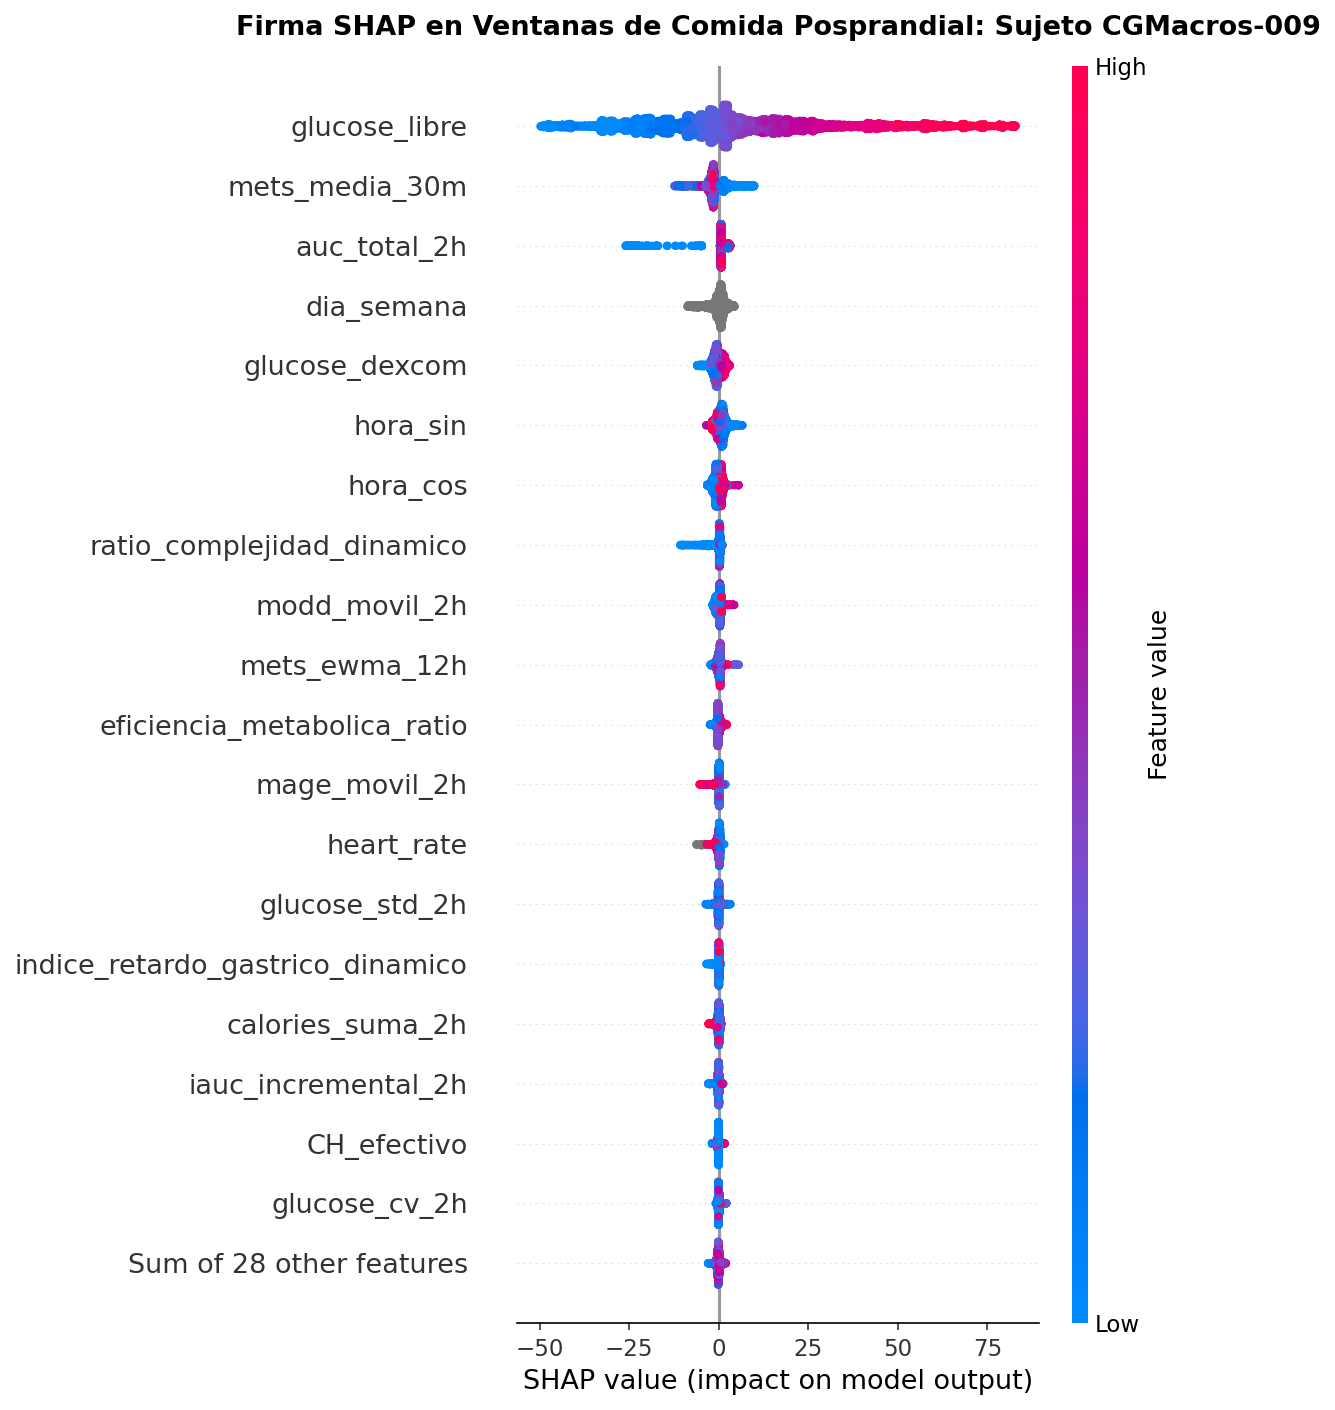 Firma SHAP en Ventanas de Comida Posprandial: Sujeto CGMacros-009
High
glucose_libre
mets_media_30m
auc_total_2h
dia_semana
glucose_dexcom
hora_sin
hora_cos
ratio_complejidad_dinamico
modd_movil_2h
mets_ewma_12h
eficiencia_metabolica_ratio
mage_movil_2h
heart_rate
glucose_std_2h
indice_retardo_gastrico_dinamico
calories_suma_2h
iauc_incremental_2h
CH_efectivo
glucose_cv_2h
Sum of 28 other features
Feature value
Low
−50 −25 0 25 50 75
SHAP value (impact on model output)